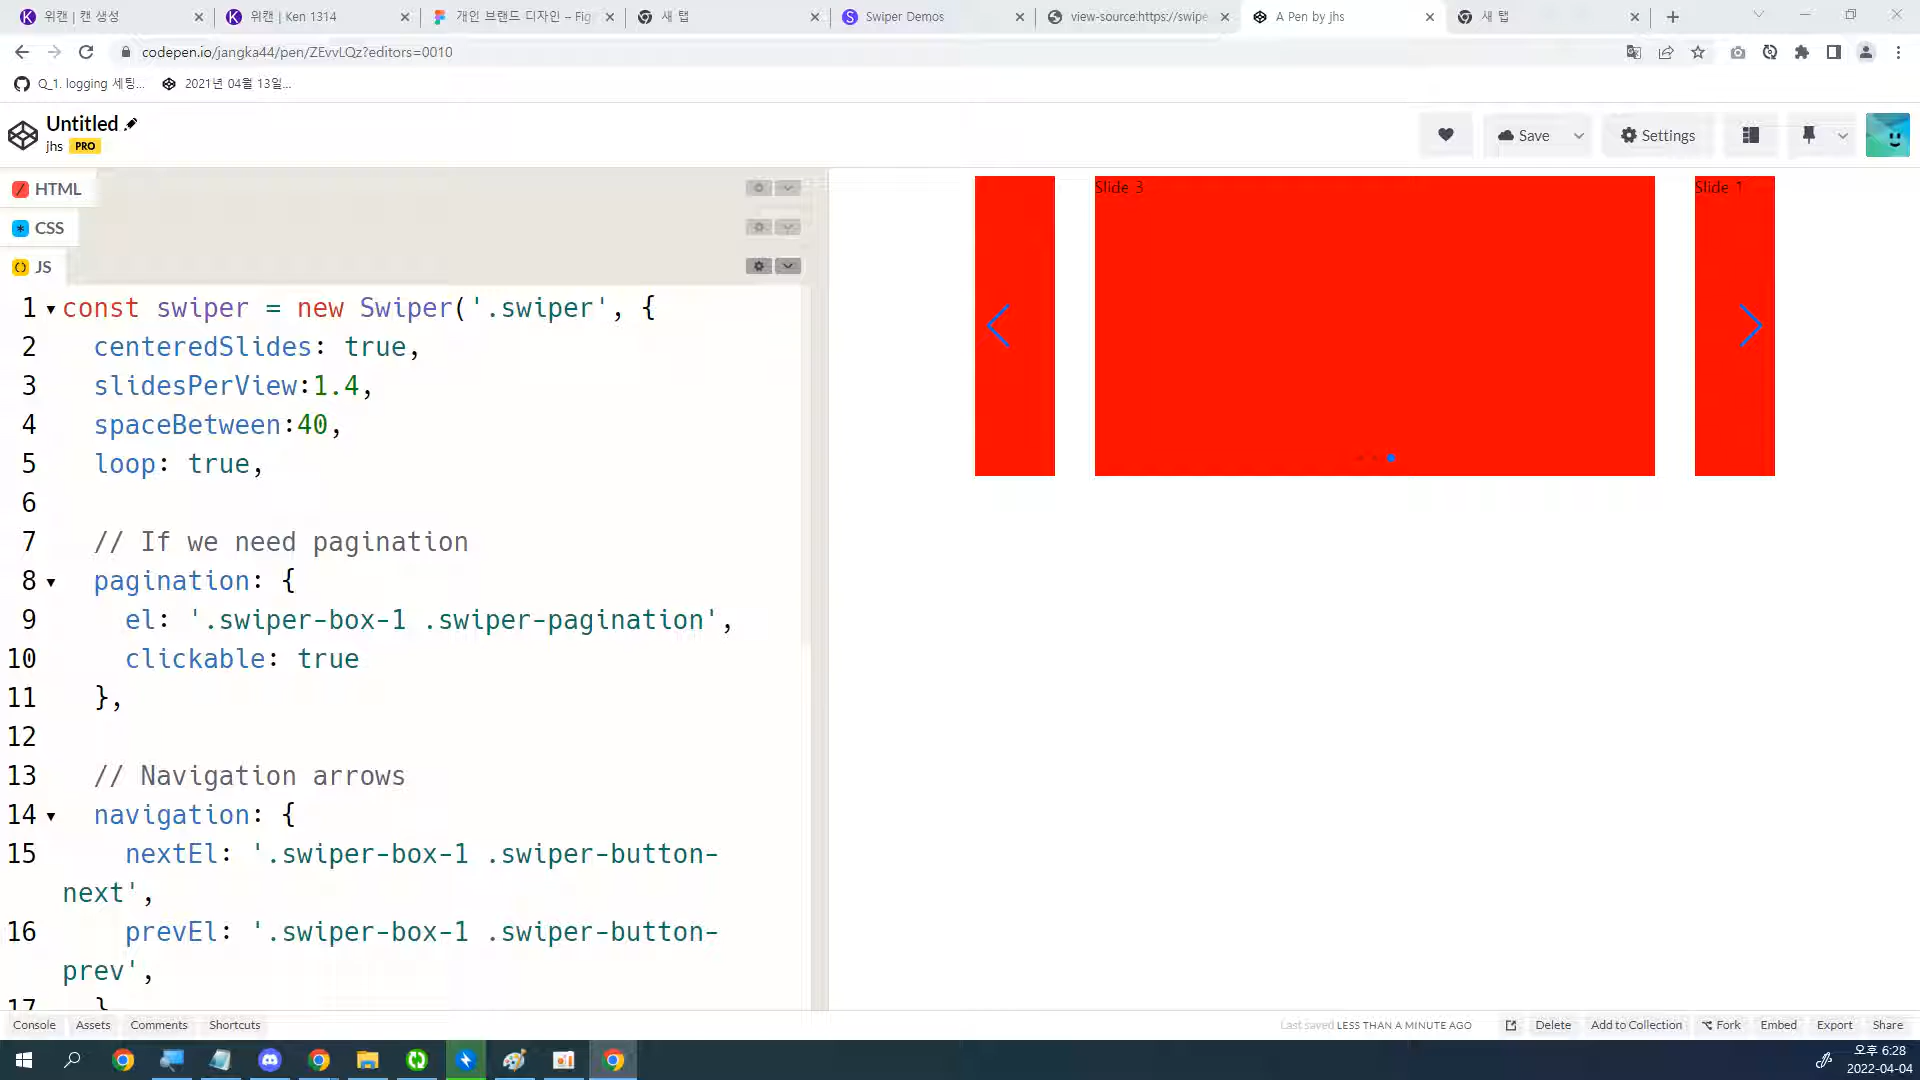 위캔 | 캔 생성
위캔 | Ken 1314
개인 브랜드 디자인 – Fig
새 탭
Swiper Demos
view-source:https://swipe
A Pen by jhs
새 탭
codepen.io/jangka44/pen/ZEvvLQz?editors=0010
Q_1. logging 세팅...
2021년 04월 13일...
Untitled
jhs PRO
Save
Settings
HTML
CSS
JS
1 const swiper = new Swiper('.swiper', {
2 centeredSlides: true,
3 slidesPerView:1.4,
4 spaceBetween:40,
5 loop: true,
6
7 // If we need pagination
8 pagination: {
9 el: '.swiper-box-1 .swiper-pagination',
10 clickable: true
11 },
12
13 // Navigation arrows
14 navigation: {
15 nextEl: '.swiper-box-1 .swiper-button-
next',
16 prevEl: '.swiper-box-1 .swiper-button-
prev',
17 }
Slide 3
Slide 1
Console
Assets
Comments
Shortcuts
Last saved LESS THAN A MINUTE AGO
Delete
Add to Collection
Fork
Embed
Export
Share
오후 6:28
2022-04-04